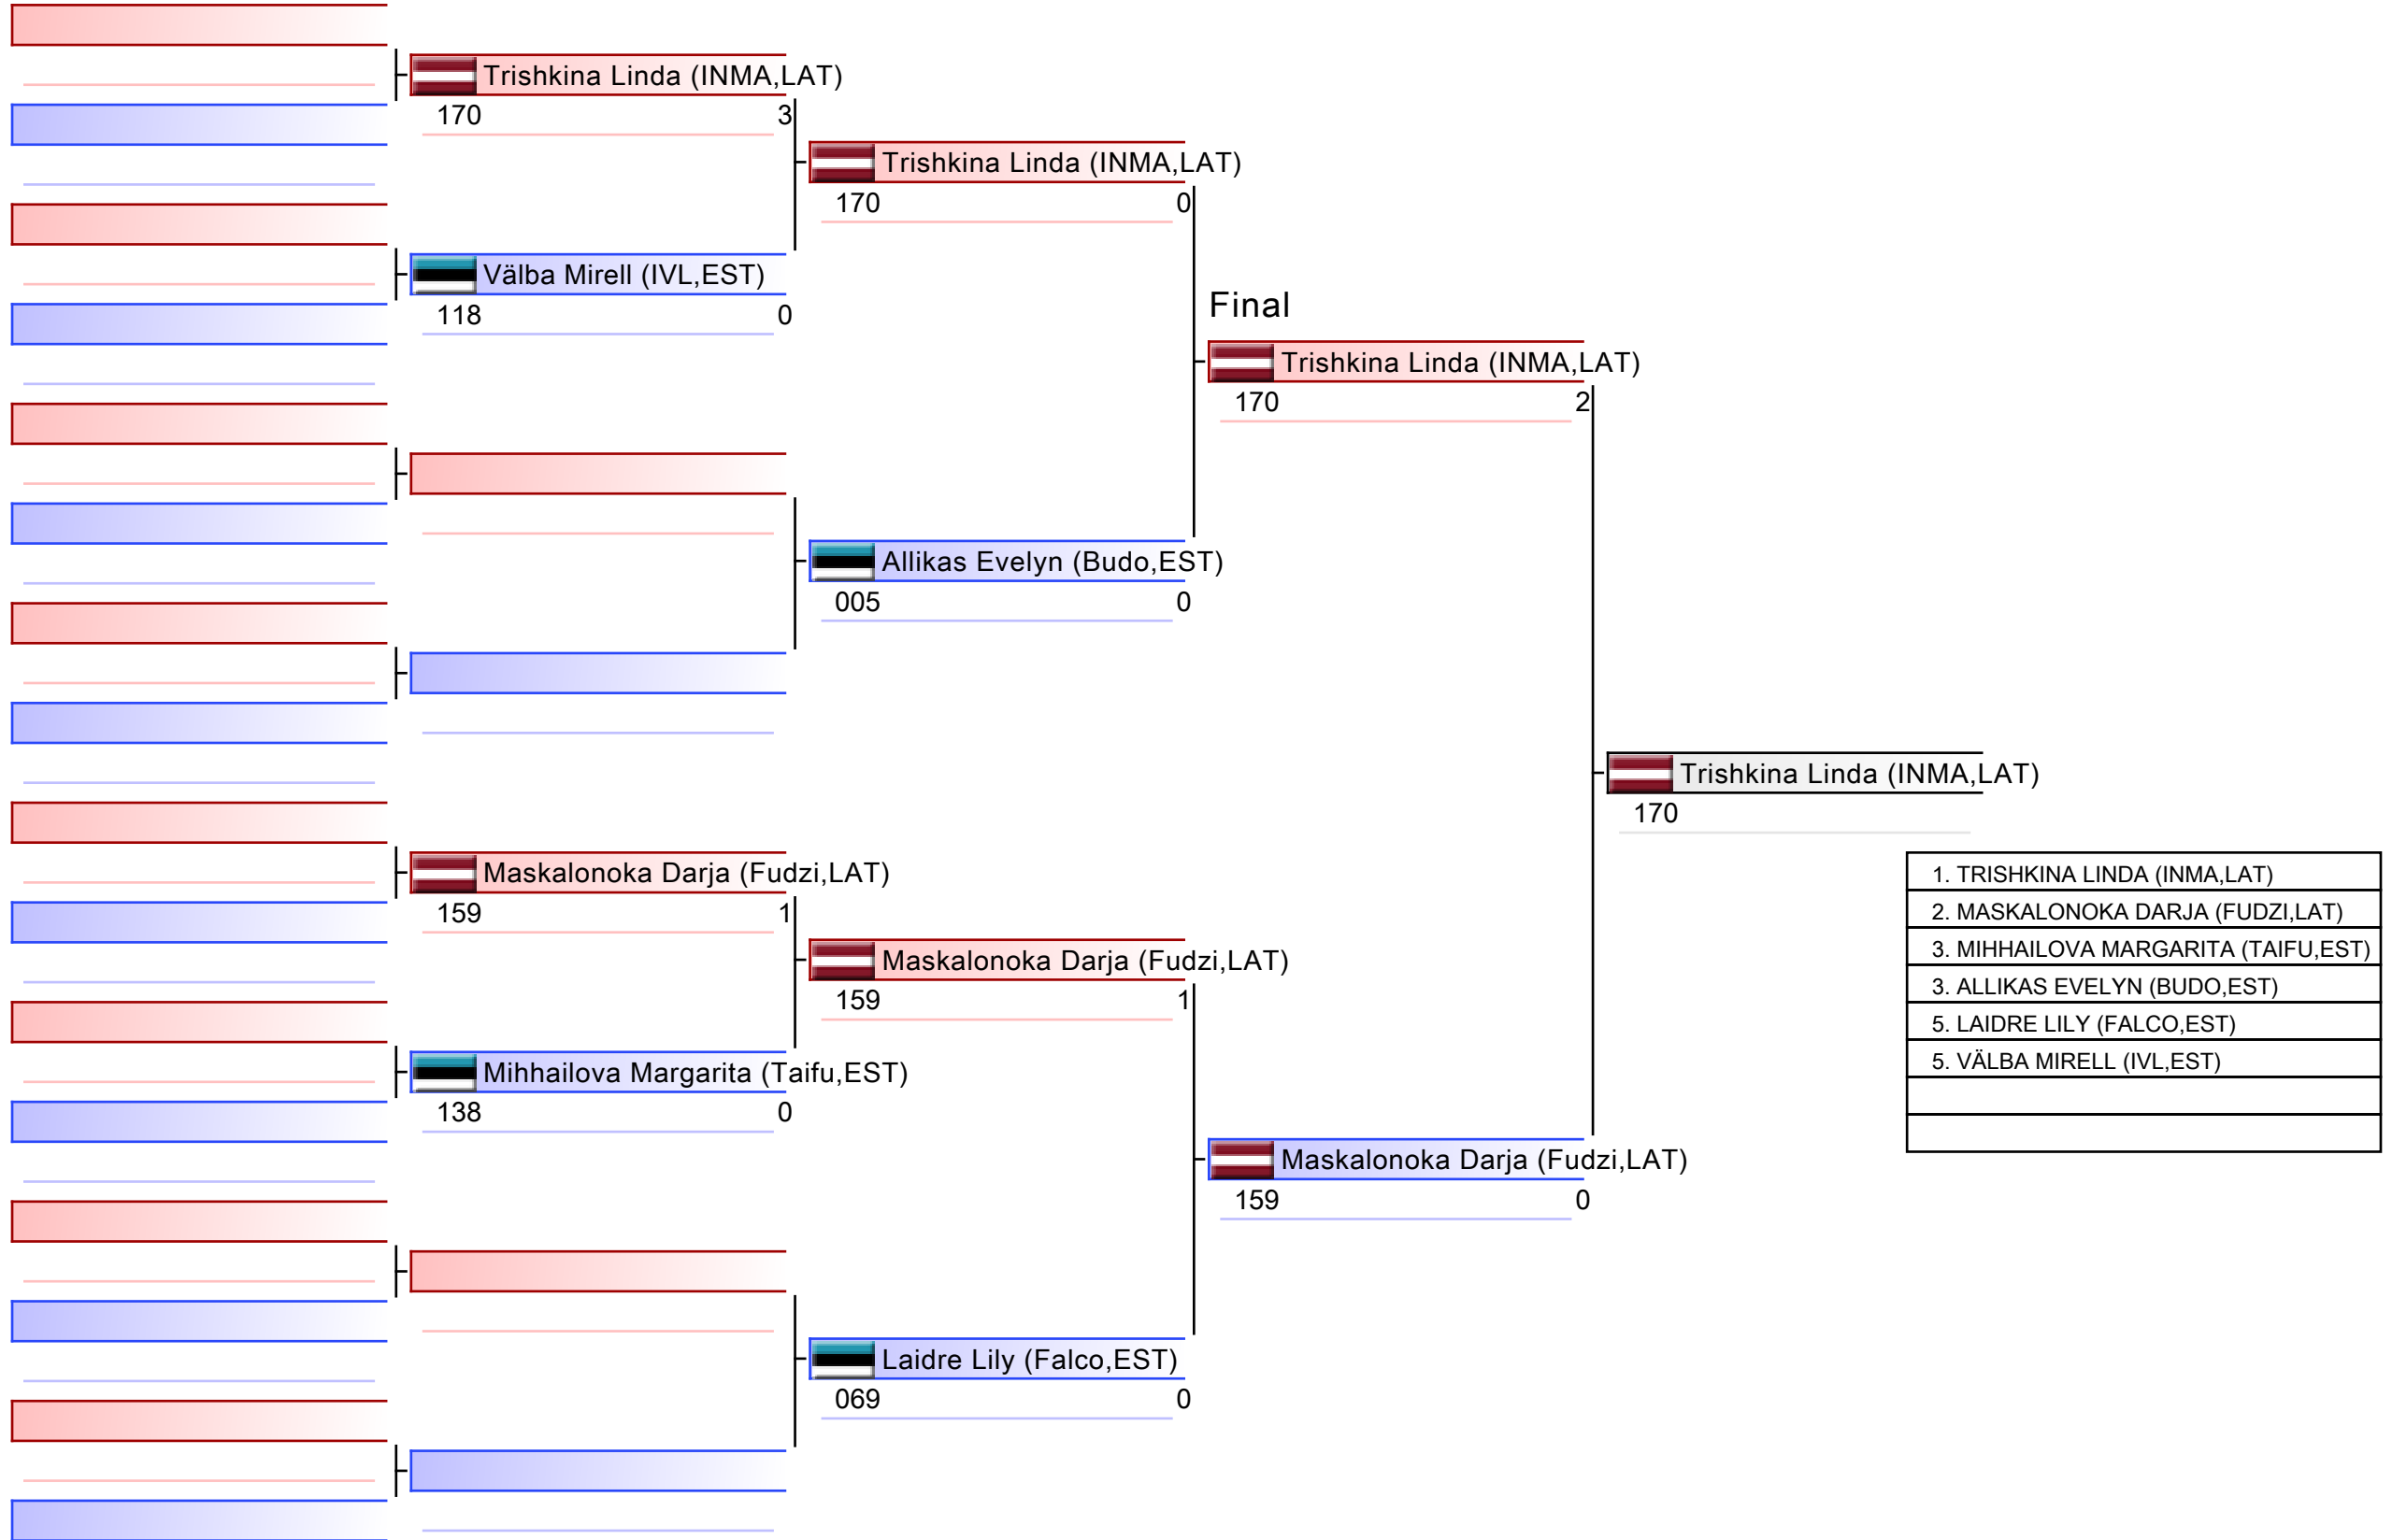 Trishkina Linda (INMA,LAT)
170 3
Välba Mirell (IVL,EST)
118 0
Maskalonoka Darja (Fudzi,LAT)
159 1
Mihhailova Margarita (Taifu,EST)
138 0
Trishkina Linda (INMA,LAT)
170 0
Allikas Evelyn (Budo,EST)
005 0
Maskalonoka Darja (Fudzi,LAT)
159 1
Laidre Lily (Falco,EST)
069 0
Final
Trishkina Linda (INMA,LAT)
170 2
Maskalonoka Darja (Fudzi,LAT)
159 0
Trishkina Linda (INMA,LAT)
170
1. TRISHKINA LINDA (INMA,LAT)
2. MASKALONOKA DARJA (FUDZI,LAT)
3. MIHHAILOVA MARGARITA (TAIFU,EST)
3. ALLIKAS EVELYN (BUDO,EST)
5. LAIDRE LILY (FALCO,EST)
5. VÄLBA MIRELL (IVL,EST)